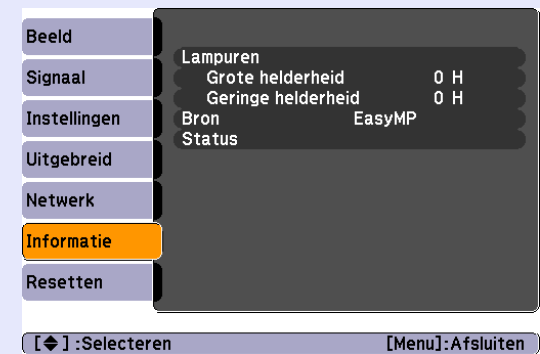 Beeld
Signaal
Instellingen
Uitgebreid
Netwerk
Informatie
Resetten
Lampuren
Grote helderheid 0 H
Geringe helderheid 0 H
Bron EasyMP
Status
[◆] :Selecteren [Menu]:Afsluiten